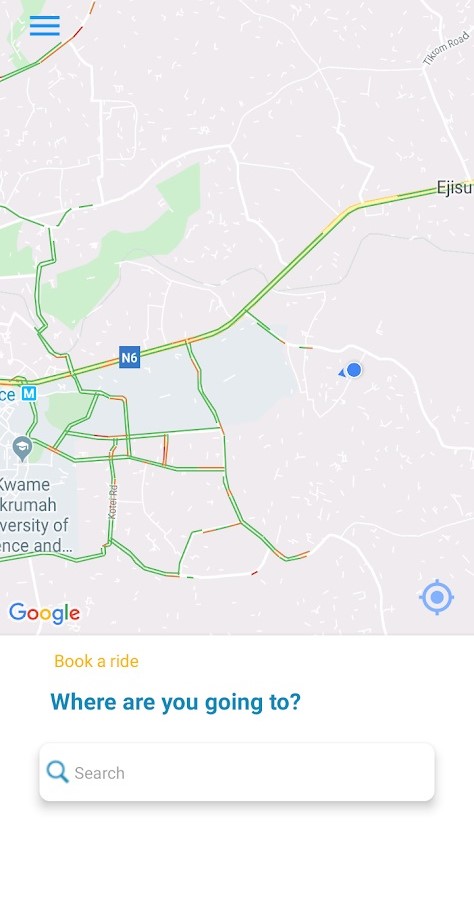 Tiktom Road
Ejisu
N6
ce M
Kwame
krumah
versity of
ence and...
Kotei Rd
Google
Book a ride
Where are you going to?
Search